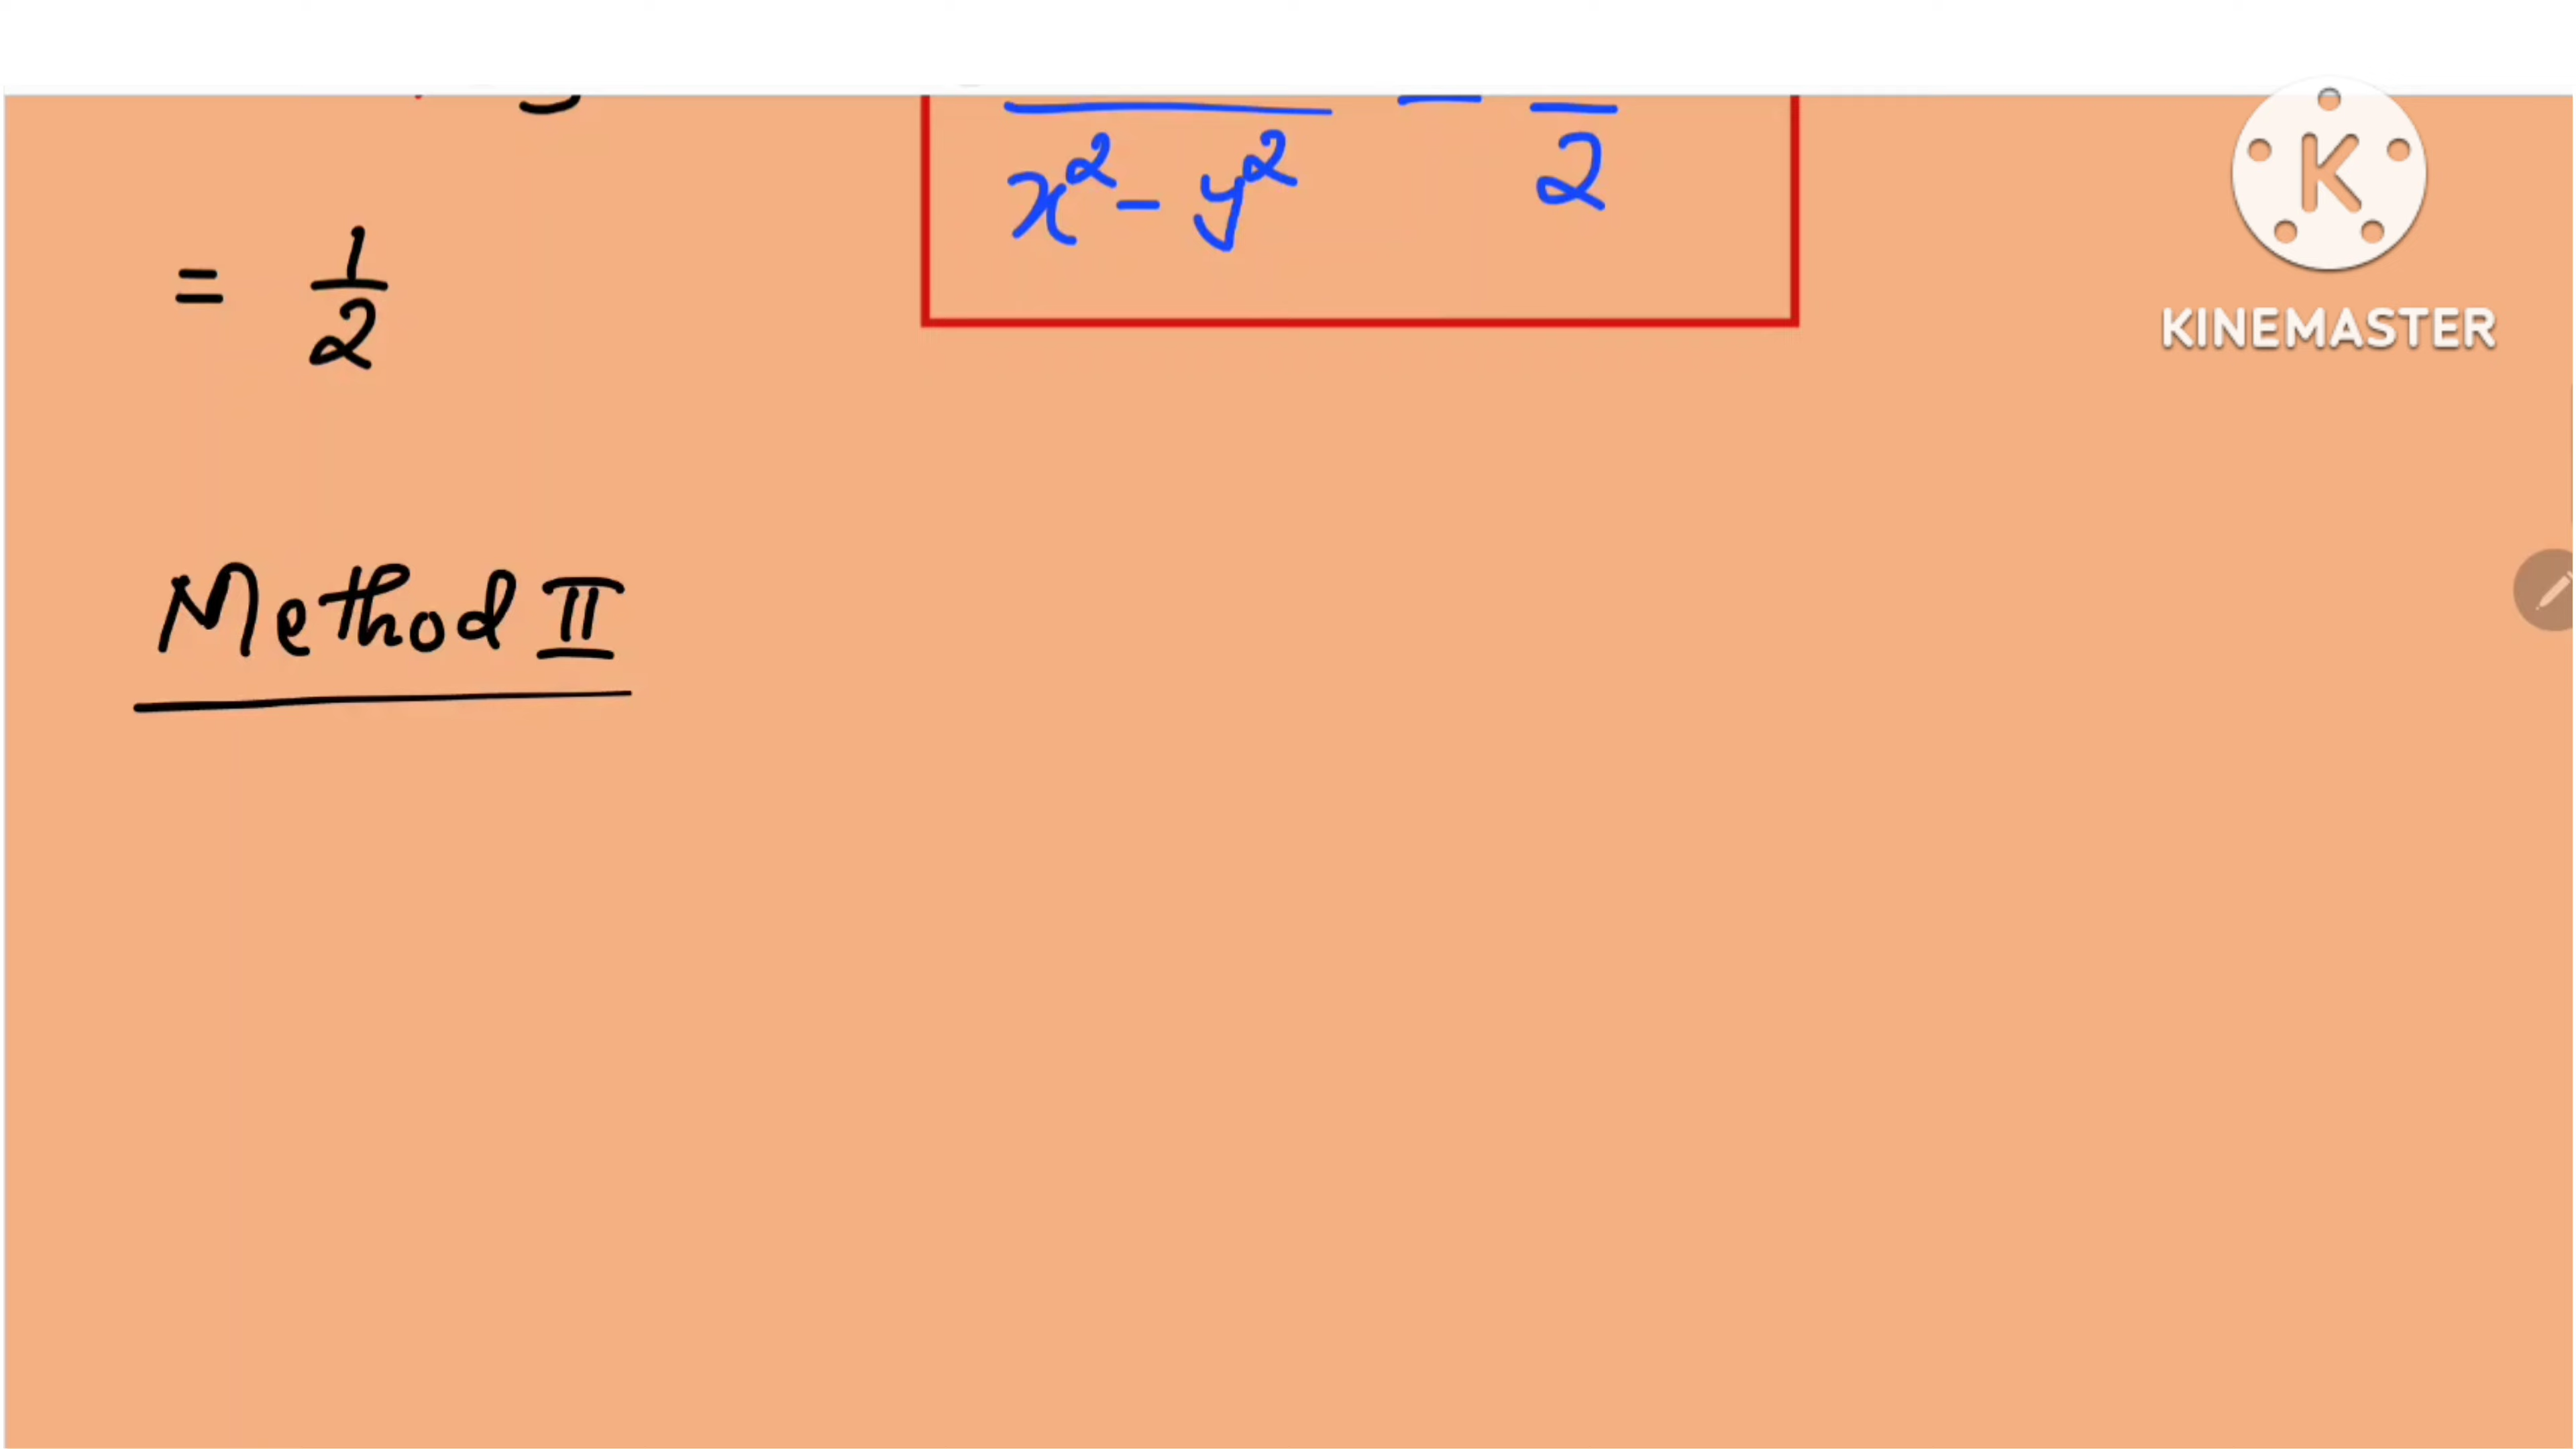 x² - y² 2
= 1/2
Method II
K
KINEMASTER